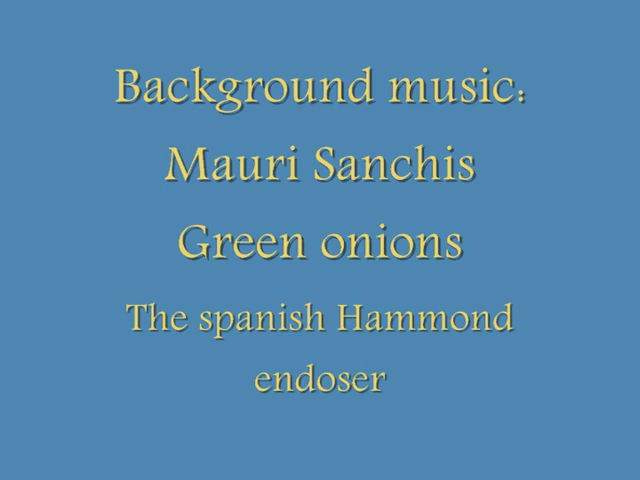 Background music:
Mauri Sanchis
Green onions
The spanish Hammond
endoser